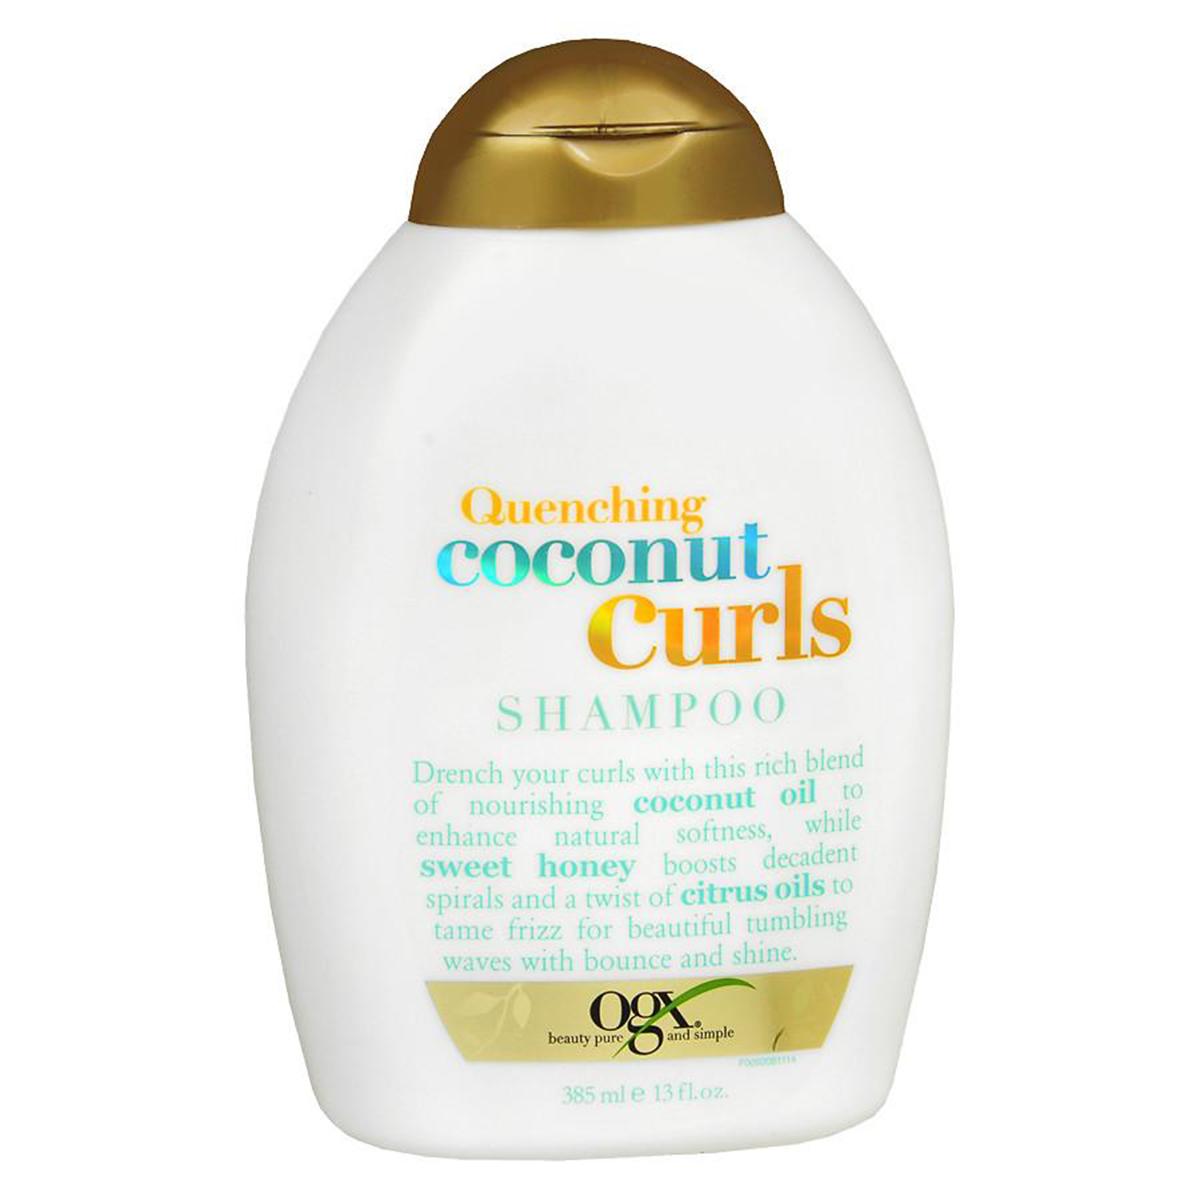 Quenching
coconut
curls
SHAMPOO
Drench your curls with this rich blend
of nourishing coconut oil to
enhance natural softness, while
sweet honey boosts decadent
spirals and a twist of citrus oils to
tame frizz for beautiful tumbling
waves with bounce and shine.
ogx®
beauty pure and simple
385 ml e 13 fl.oz.